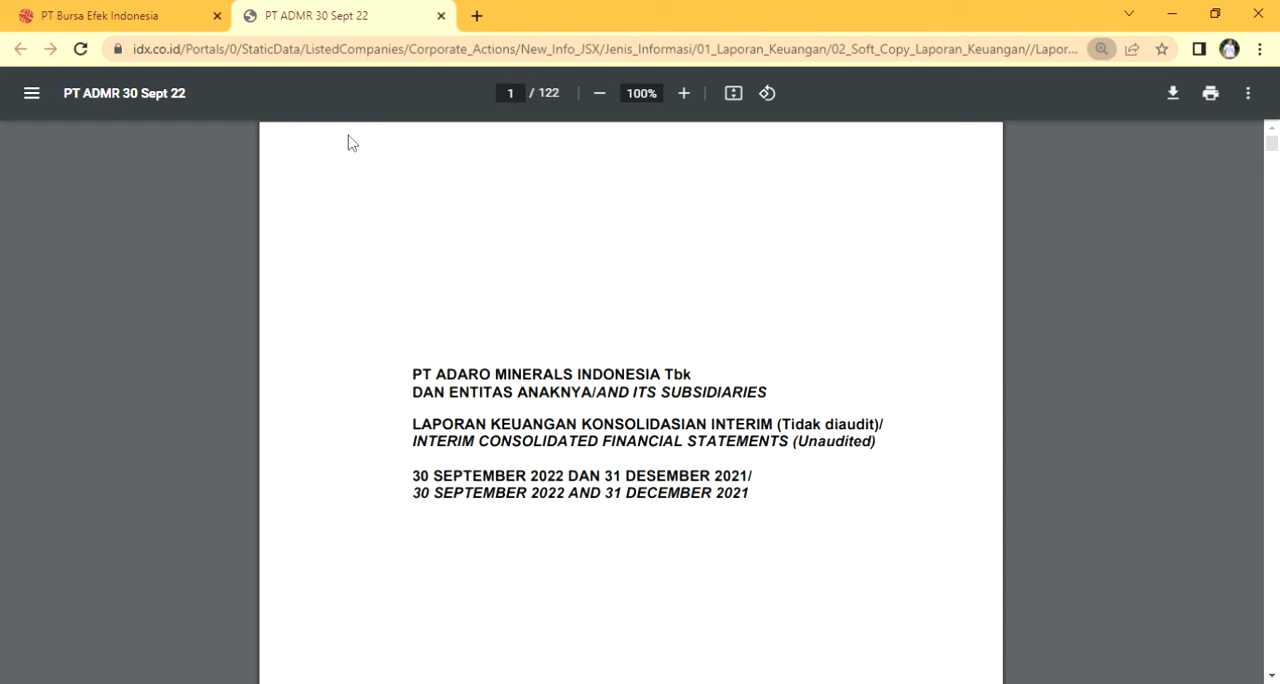 PT Bursa Efek Indonesia
PT ADMR 30 Sept 22
idx.co.id/Portals/0/StaticData/ListedCompanies/Corporate_Actions/New_Info_JSX/Jenis_Informasi/01_Laporan_Keuangan/02_Soft_Copy_Laporan_Keuangan//Lapor...
PT ADMR 30 Sept 22
1 / 122
100%
PT ADARO MINERALS INDONESIA Tbk
DAN ENTITAS ANAKNYA/AND ITS SUBSIDIARIES
LAPORAN KEUANGAN KONSOLIDASIAN INTERIM (Tidak diaudit)/
INTERIM CONSOLIDATED FINANCIAL STATEMENTS (Unaudited)
30 SEPTEMBER 2022 DAN 31 DESEMBER 2021/
30 SEPTEMBER 2022 AND 31 DECEMBER 2021